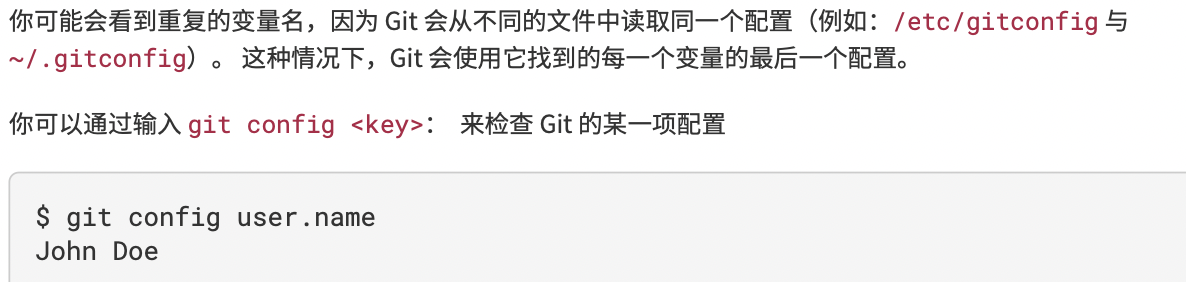 你可能会看到重复的变量名，因为 Git 会从不同的文件中读取同一个配置（例如：/etc/gitconfig 与
~/.gitconfig）。 这种情况下，Git 会使用它找到的每一个变量的最后一个配置。
你可以通过输入 git config <key>： 来检查 Git 的某一项配置
$ git config user.name
John Doe